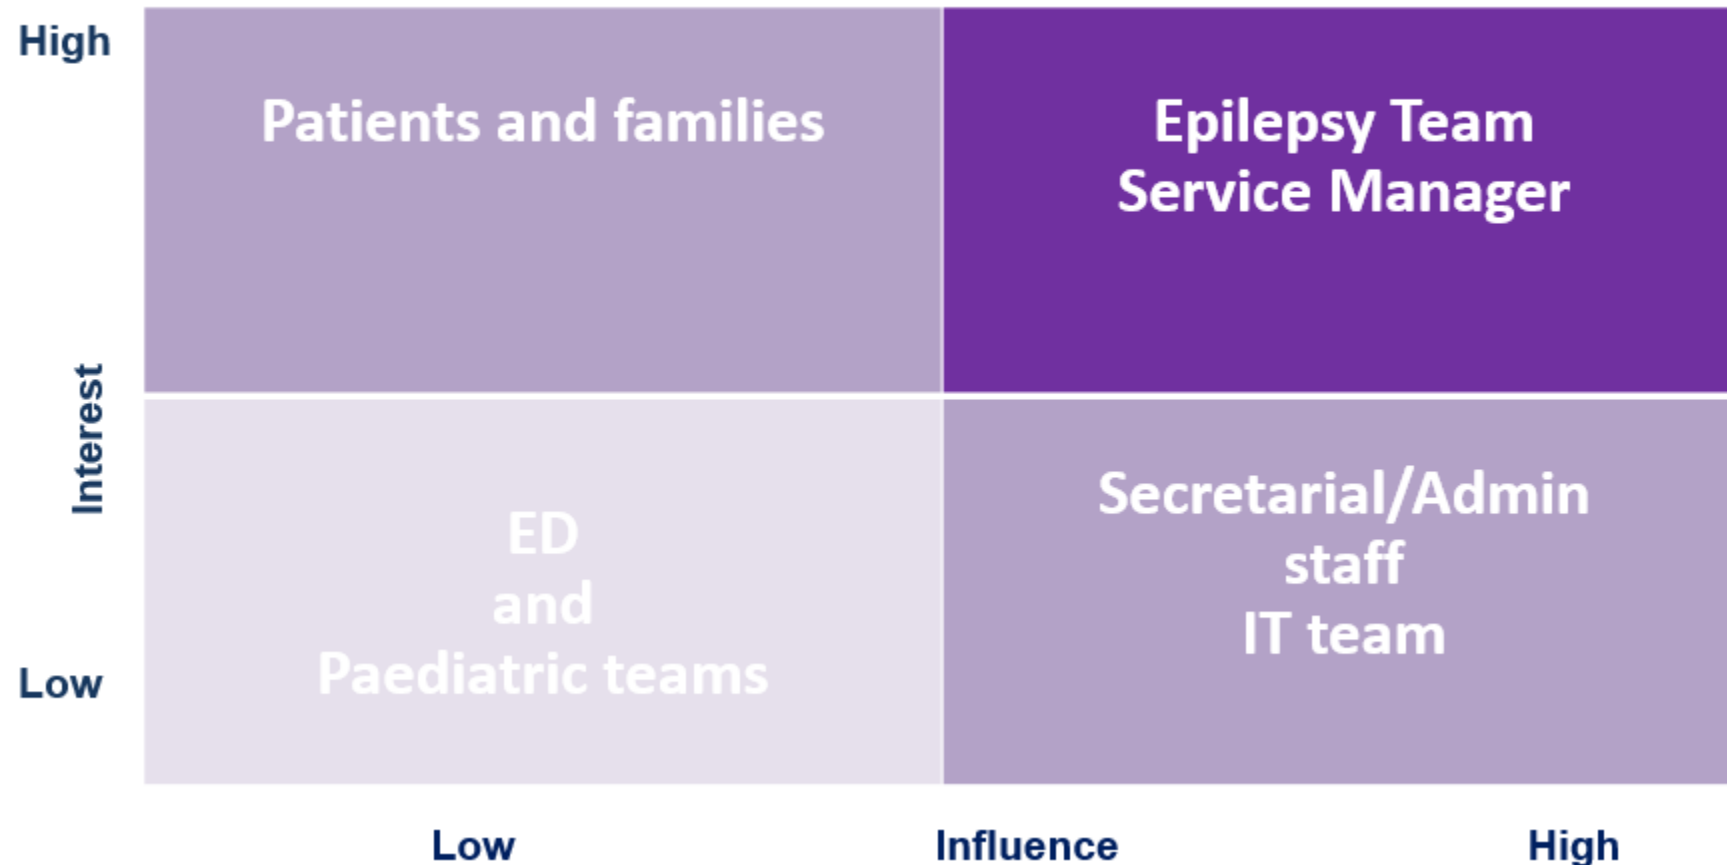 High
Patients and families
Epilepsy Team
Service Manager
Interest
ED
and
Paediatric teams
Secretarial/Admin
staff
IT team
Low
Low
Influence
High